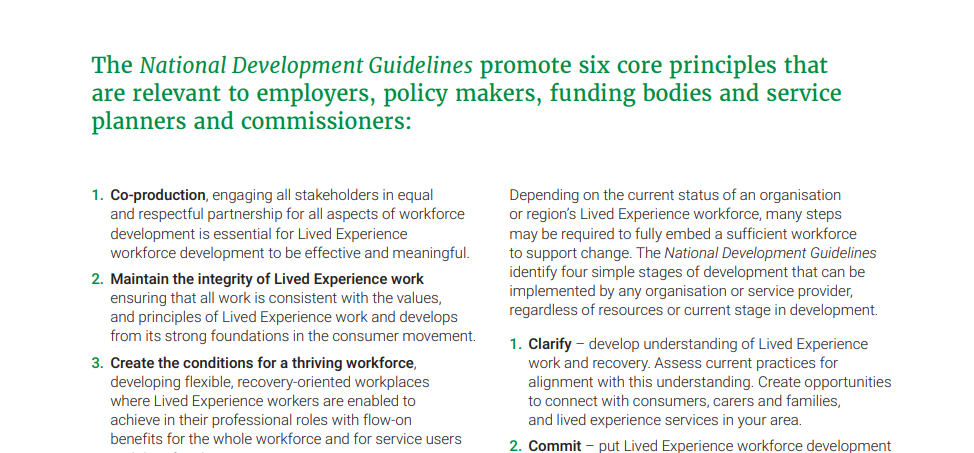 The National Development Guidelines promote six core principles that
are relevant to employers, policy makers, funding bodies and service
planners and commissioners:
1. Co-production, engaging all stakeholders in equal
and respectful partnership for all aspects of workforce
development is essential for Lived Experience
workforce development to be effective and meaningful.
2. Maintain the integrity of Lived Experience work
ensuring that all work is consistent with the values,
and principles of Lived Experience work and develops
from its strong foundations in the consumer movement.
3. Create the conditions for a thriving workforce,
developing flexible, recovery-oriented workplaces
where Lived Experience workers are enabled to
achieve in their professional roles with flow-on
benefits for the whole workforce and for service users
Depending on the current status of an organisation
or region's Lived Experience workforce, many steps
may be required to fully embed a sufficient workforce
to support change. The National Development Guidelines
identify four simple stages of development that can be
implemented by any organisation or service provider,
regardless of resources or current stage in development.
1. Clarify – develop understanding of Lived Experience
work and recovery. Assess current practices for
alignment with this understanding. Create opportunities
to connect with consumers, carers and families,
and lived experience services in your area.
2. Commit – put Lived Experience workforce development